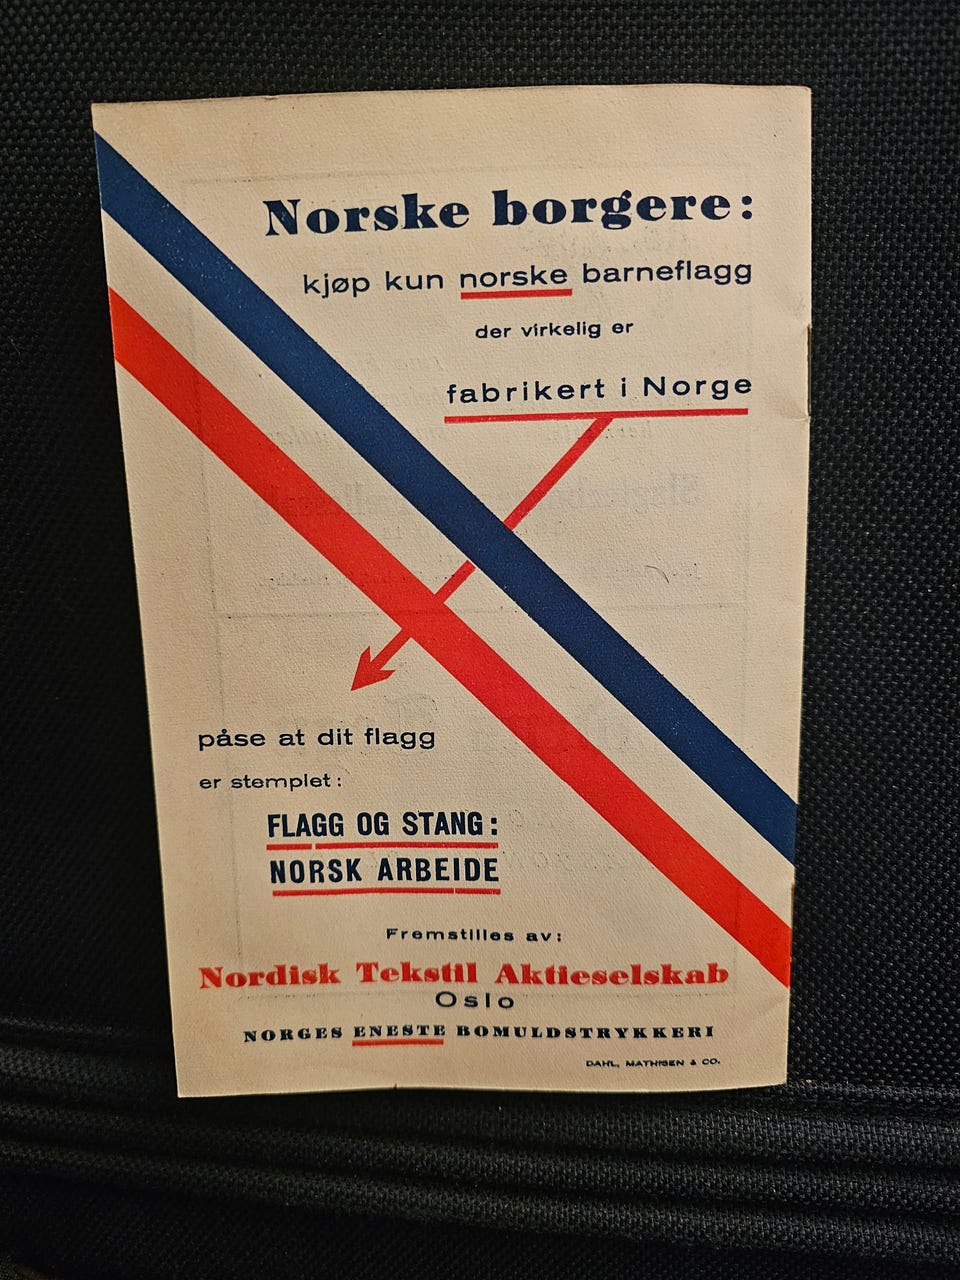 Norske borgere:
kjøp kun norske barneflagg
der virkelig er
fabrikert i Norge
påse at dit flagg
er stemplet:
FLAGG OG STANG:
NORSK ARBEIDE
Fremstilles av:
Nordisk Tekstil Aktieselskab
Oslo
NORGES ENESTE BOMULDSTRYKKERI
DAHL, MATHISEN & CO.